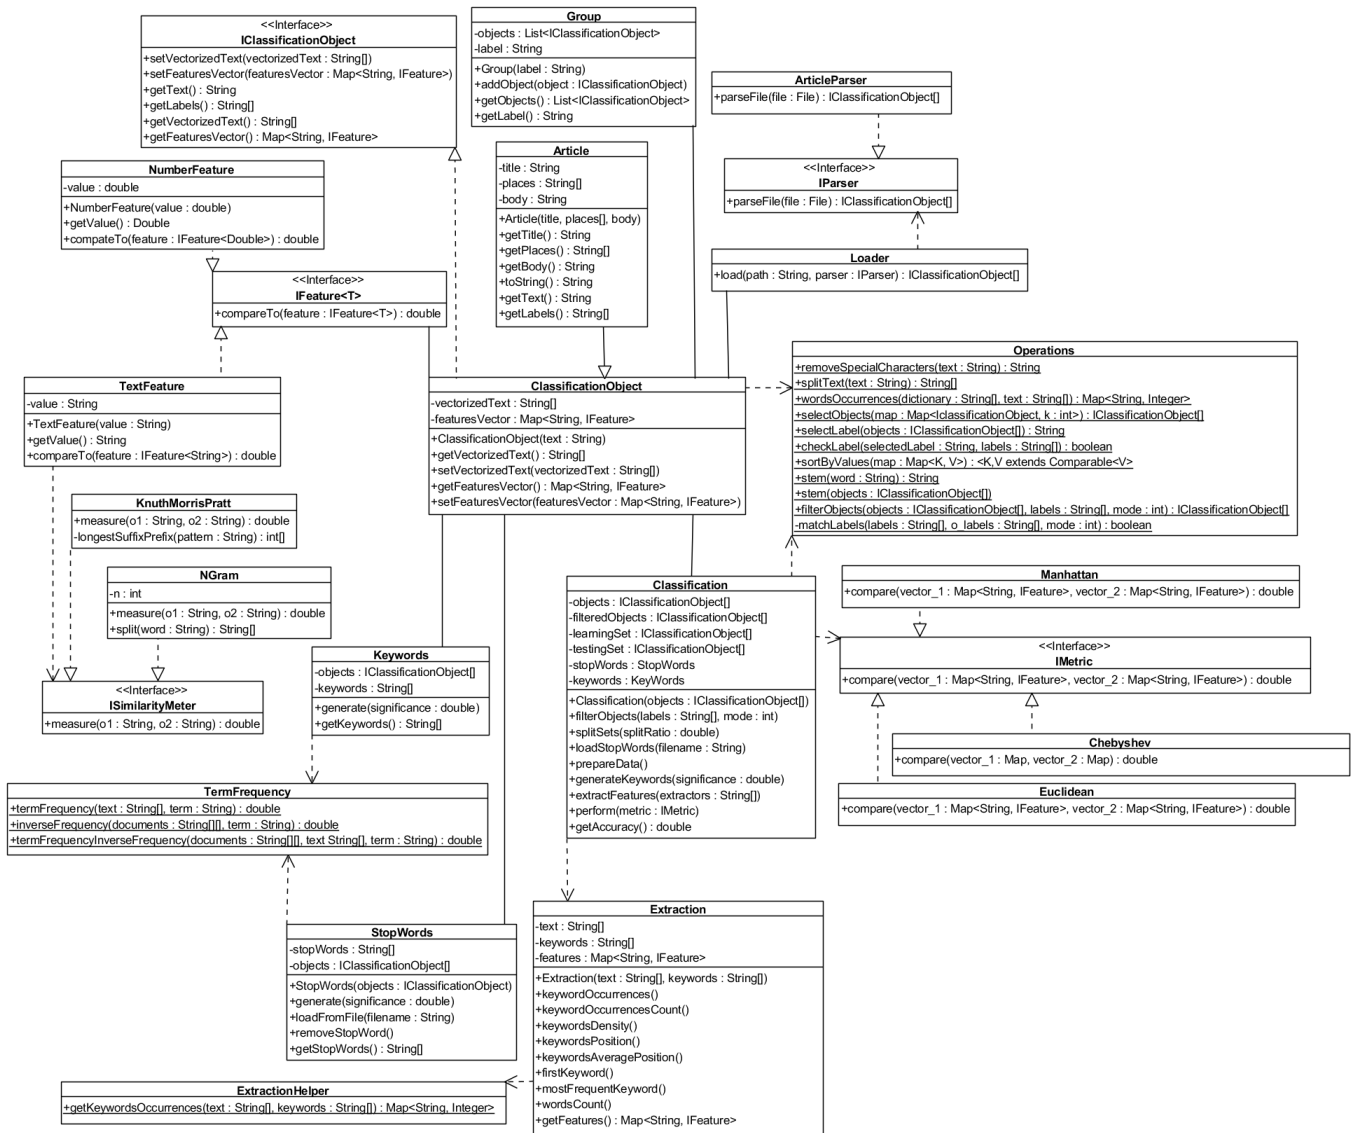 <<Interface>>
IClassificationObject
+setVectorizedText(vectorizedText : String[])
+setFeaturesVector(featuresVector : Map<String, IFeature>)
+getText() : String
+getLabels() : String[]
+getVectorizedText() : String[]
+getFeaturesVector() : Map<String, IFeature>
Group
-objects : List<IClassificationObject>
-label : String
+Group(label : String)
+addObject(object : IClassificationObject)
+getObjects() : List<IClassificationObject>
+getLabel() : String
ArticleParser
+parseFile(file : File) : IClassificationObject[]
<<Interface>>
IParser
+parseFile(file : File) : IClassificationObject[]
Loader
+load(path : String, parser : IParser) : IClassificationObject[]
Article
-title : String
-places : String[]
-body : String
+Article(title, places[], body)
+getTitle() : String
+getPlaces() : String[]
+getBody() : String
+toString() : String
+getText() : String
+getLabels() : String[]
NumberFeature
-value : double
+NumberFeature(value : double)
+getValue() : Double
+compateTo(feature : IFeature<Double>) : double
<<Interface>>
IFeature<T>
+compareTo(feature : IFeature<T>) : double
TextFeature
-value : String
+TextFeature(value : String)
+getValue() : String
+compareTo(feature : IFeature<String>) : double
ClassificationObject
-vectorizedText : String[]
-featuresVector : Map<String, IFeature>
+ClassificationObject(text : String)
+getVectorizedText() : String[]
+setVectorizedText(vectorizedText : String[])
+getFeaturesVector() : Map<String, IFeature>
+setFeaturesVector(featuresVector : Map<String, IFeature>)
Operations
+removeSpecialCharacters(text : String) : String
+splitText(text : String) : String[]
+wordsOccurrences(dictionary : String[], text : String[]) : Map<String, Integer>
+selectObjects(map : Map<IclassificationObject, k : int>) : IClassificationObject[]
+selectLabel(objects : IClassificationObject[]) : String
+checkLabel(selectedLabel : String, labels : String[]) : boolean
+sortByValues(map : Map<K, V>) : <K,V extends Comparable<V>
+stem(word : String) : String
+stem(objects : IClassificationObject[])
+filterObjects(objects : IClassificationObject[], labels : String[], mode : int) : IClassificationObject[]
-matchLabels(labels : String[], o_labels : String[], mode : int) : boolean
KnuthMorrisPratt
+measure(o1 : String, o2 : String) : double
-longestSuffixPrefix(pattern : String) : int[]
NGram
-n : int
+measure(o1 : String, o2 : String) : double
+split(word : String) : String[]
<<Interface>>
ISimilarityMeter
+measure(o1 : String, o2 : String) : double
Keywords
-objects : IClassificationObject[]
-keywords : String[]
+generate(significance : double)
+getKeywords() : String[]
Classification
-objects : IClassificationObject[]
-filteredObjects : IClassificationObject[]
-learningSet : IClassificationObject[]
-testingSet : IClassificationObject[]
-stopWords : StopWords
-keywords : KeyWords
+Classification(objects : IClassificationObject[])
+filterObjects(labels : String[], mode : int)
+splitSets(splitRatio : double)
+loadStopWords(filename : String)
+prepareData()
+generateKeywords(significance : double)
+extractFeatures(extractors : String[])
+perform(metric : IMetric)
+getAccuracy() : double
Manhattan
+compare(vector_1 : Map<String, IFeature>, vector_2 : Map<String, IFeature>) : double
<<Interface>>
IMetric
+compare(vector_1 : Map<String, IFeature>, vector_2 : Map<String, IFeature>) : double
Chebyshev
+compare(vector_1 : Map, vector_2 : Map) : double
Euclidean
+compare(vector_1 : Map<String, IFeature>, vector_2 : Map<String, IFeature>) : double
TermFrequency
+termFrequency(text : String[], term : String) : double
+inverseFrequency(documents : String[][], term : String) : double
+termFrequencyInverseFrequency(documents : String[][], text String[], term : String) : double
StopWords
-stopWords : String[]
-objects : IClassificationObject[]
+StopWords(objects : IClassificationObject)
+generate(significance : double)
+loadFromFile(filename : String)
+removeStopWord()
+getStopWords() : String[]
Extraction
-text : String[]
-keywords : String[]
-features : Map<String, IFeature>
+Extraction(text : String[], keywords : String[])
+keywordOccurrences()
+keywordOccurrencesCount()
+keywordsDensity()
+keywordsPosition()
+keywordsAveragePosition()
+firstKeyword()
+mostFrequentKeyword()
+wordsCount()
+getFeatures() : Map<String, IFeature>
ExtractionHelper
+getKeywordsOccurrences(text : String[], keywords : String[]) : Map<String, Integer>